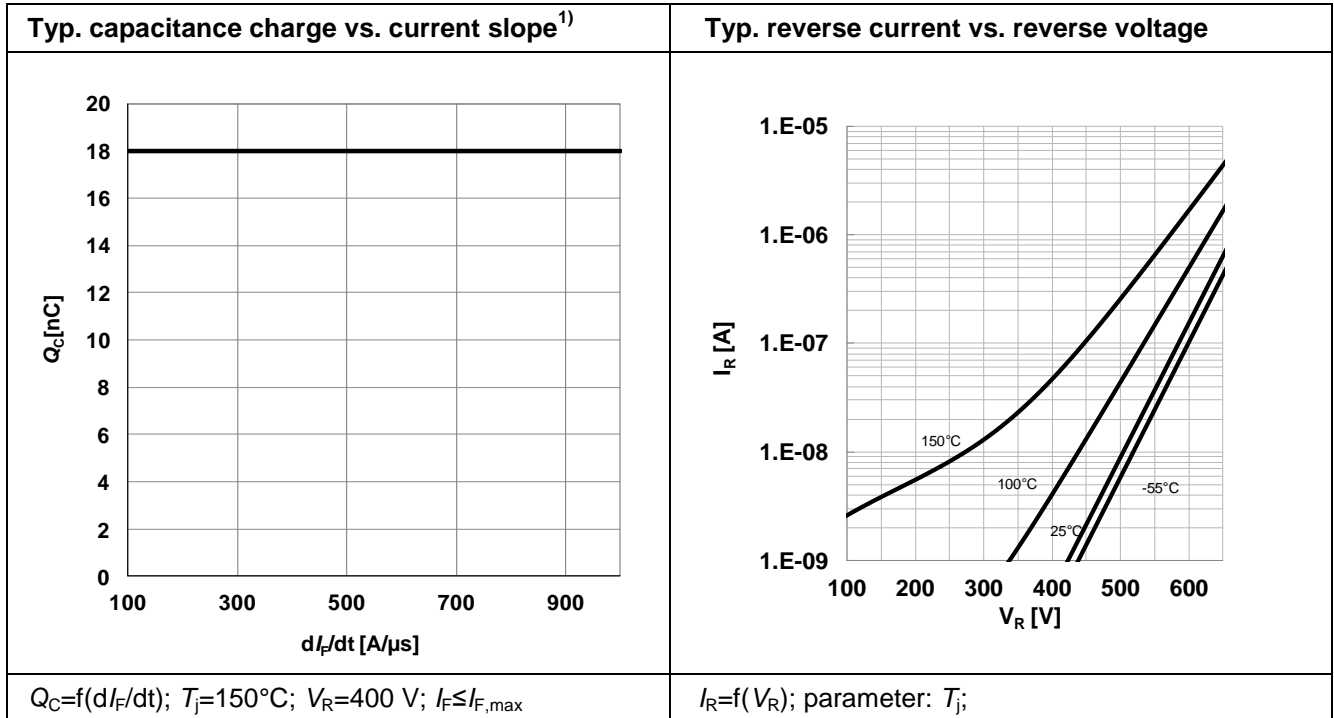 Typ. capacitance charge vs. current slope1)
20
18
16
14
12
10
8
6
4
2
0
QC[nC]
100 300 500 700 900
dIF/dt [A/µs]
QC=f(dIF/dt); Tj=150°C; VR=400 V; IF≤IF,max
Typ. reverse current vs. reverse voltage
1.E-05
1.E-06
1.E-07
1.E-08
1.E-09
IR [A]
150°C
100°C
-55°C
25°C
100 200 300 400 500 600
VR [V]
IR=f(VR); parameter: Tj;